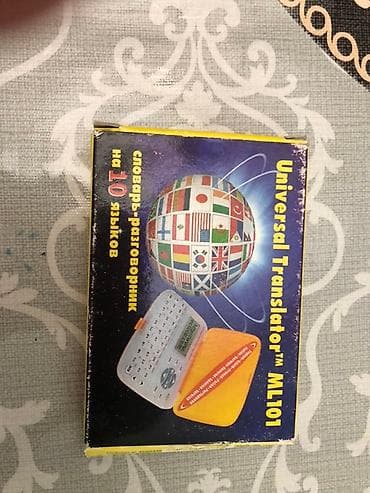 Universal Translator™ ML101
словарь-разговорник
на 10 языков